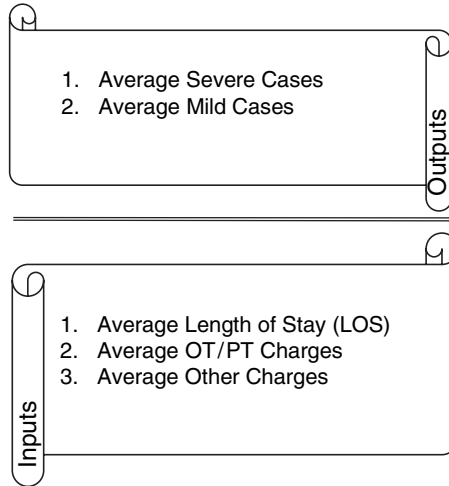 1. Average Severe Cases
2. Average Mild Cases
Outputs
1. Average Length of Stay (LOS)
2. Average OT/PT Charges
3. Average Other Charges
Inputs